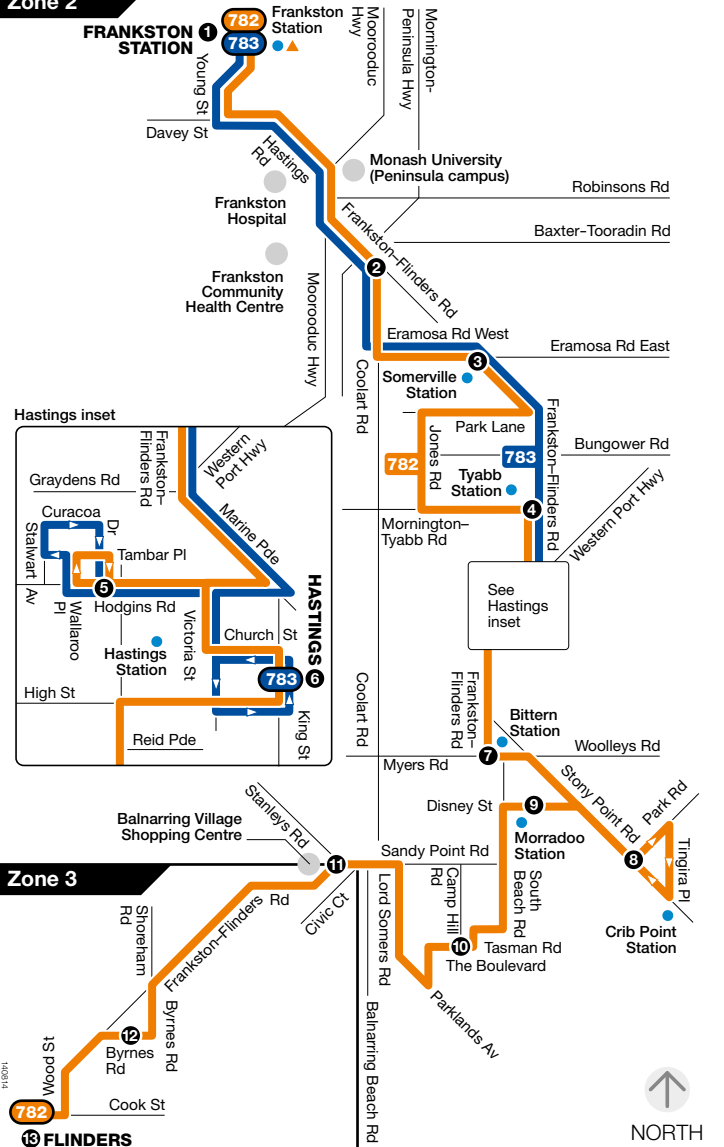 Zone 2
FRANKSTON
STATION
1
782
783
Frankston
Station
Moorooduc
Hwy
Mornington-
Peninsula Hwy
Young St
Davey St
Hastings
Rd
Monash University
(Peninsula campus)
Frankston
Hospital
Robinsons Rd
Frankston–Flinders Rd
Baxter–Tooradin Rd
Frankston
Community
Health Centre
2
Moorooduc Hwy
Eramosa Rd West
Eramosa Rd East
Coolart Rd
3
Somerville
Station
Park Lane
Jones Rd
782
783
Frankston–Flinders Rd
Bungower Rd
Tyabb
Station
4
Mornington–
Tyabb Rd
Western Port Hwy
See
Hastings
inset
Hastings inset
Frankston–
Flinders Rd
Western
Port Hwy
Graydens Rd
Marine Pde
Curacoa
Dr
Stalwart
Av
Tambar Pl
5
Hodgins Rd
Wallaroo
Pl
Hastings
Station
Victoria St
Church St
HASTINGS
6
783
High St
King St
Reid Pde
Coolart Rd
Frankston–
Flinders Rd
Bittern
Station
7
Myers Rd
Woolleys Rd
Stony Point Rd
Disney St
9
Morradoo
Station
Park Rd
Tingira Pl
8
Crib Point
Station
Balnarring Village
Shopping Centre
Stanleys Rd
11
Sandy Point Rd
Camp Hill
Rd
South
Beach Rd
Lord Somers Rd
Civic Ct
10
Tasman Rd
The Boulevard
Parklands Av
Balnarring Beach Rd
Zone 3
Shoreham
Rd
Frankston–Flinders Rd
Byrnes Rd
12
Byrnes
Rd
Wood St
Cook St
782
13 FLINDERS
140814
NORTH